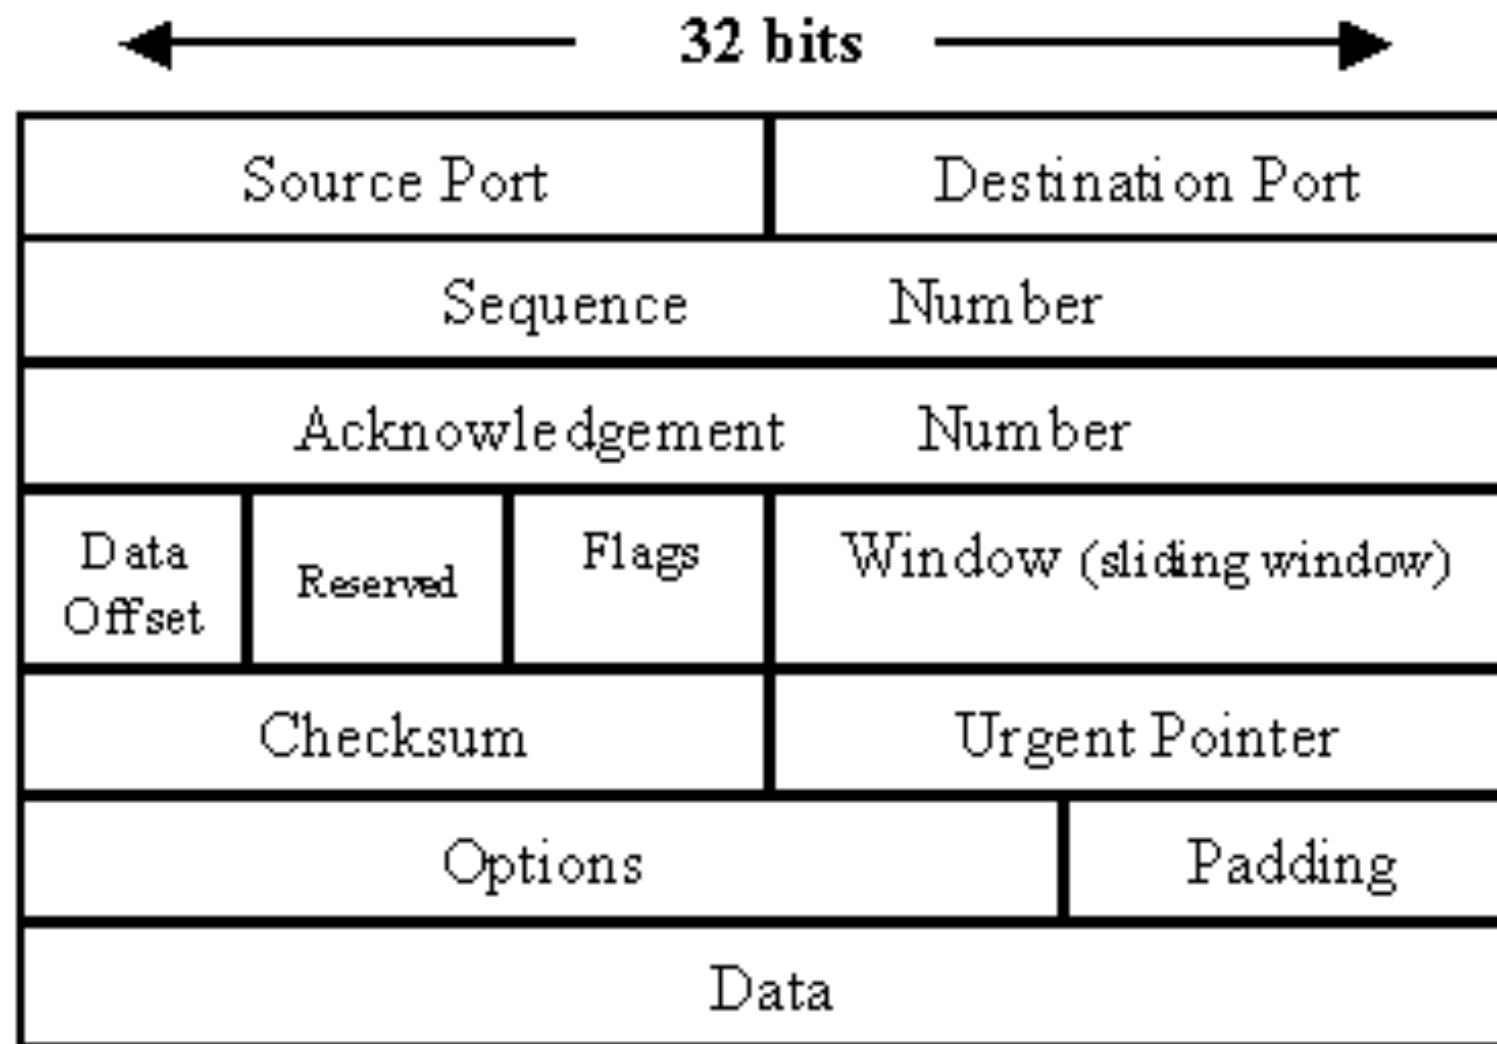 32 bits
Source Port
Destination Port
Sequence Number
Acknowledgement Number
Data
Offset
Reserved
Flags
Window (sliding window)
Checksum
Urgent Pointer
Options
Padding
Data